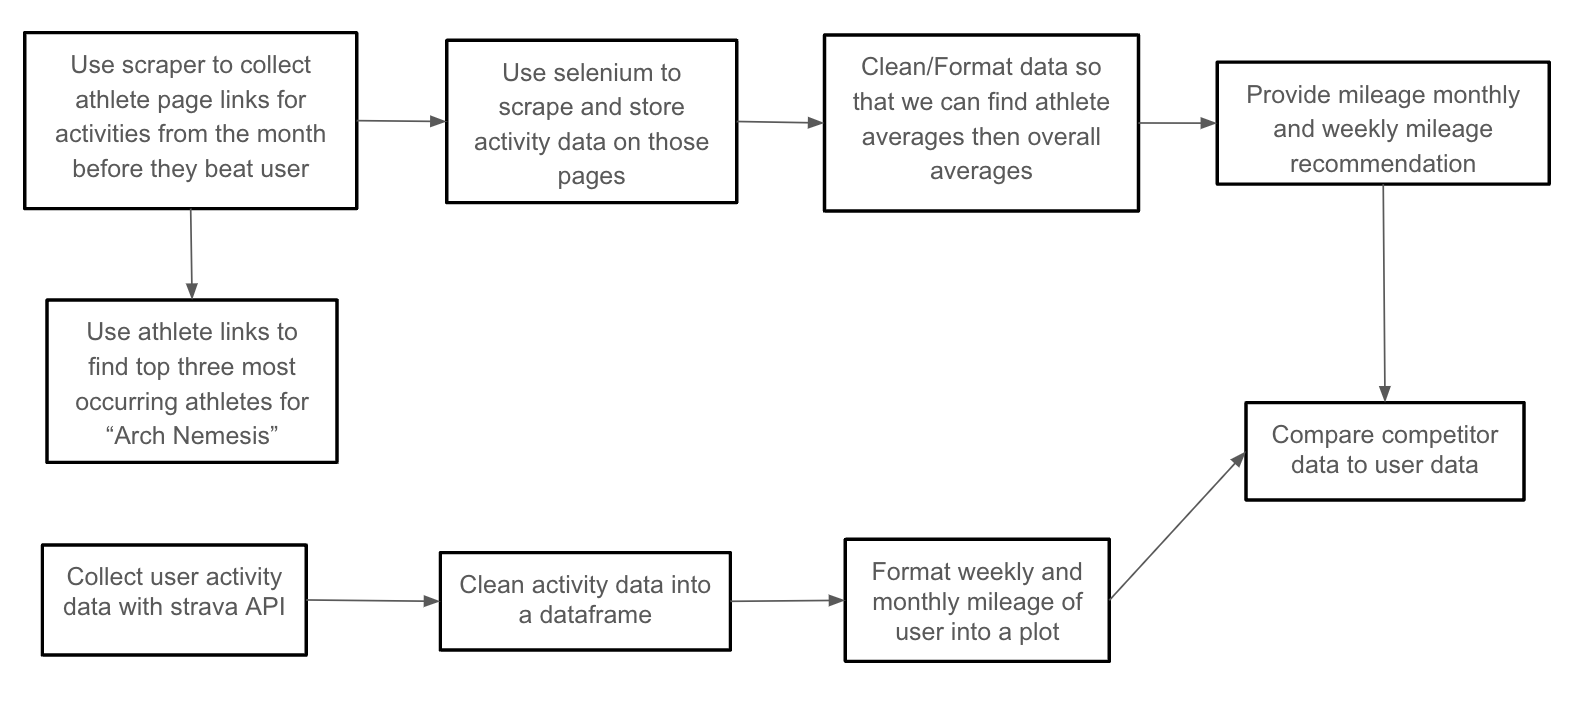 Use scraper to collect
athlete page links for
activities from the month
before they beat user
Use selenium to
scrape and store
activity data on those
pages
Clean/Format data so
that we can find athlete
averages then overall
averages
Provide mileage monthly
and weekly mileage
recommendation
Use athlete links to
find top three most
occurring athletes for
“Arch Nemesis”
Compare competitor
data to user data
Collect user activity
data with strava API
Clean activity data into
a dataframe
Format weekly and
monthly mileage of
user into a plot